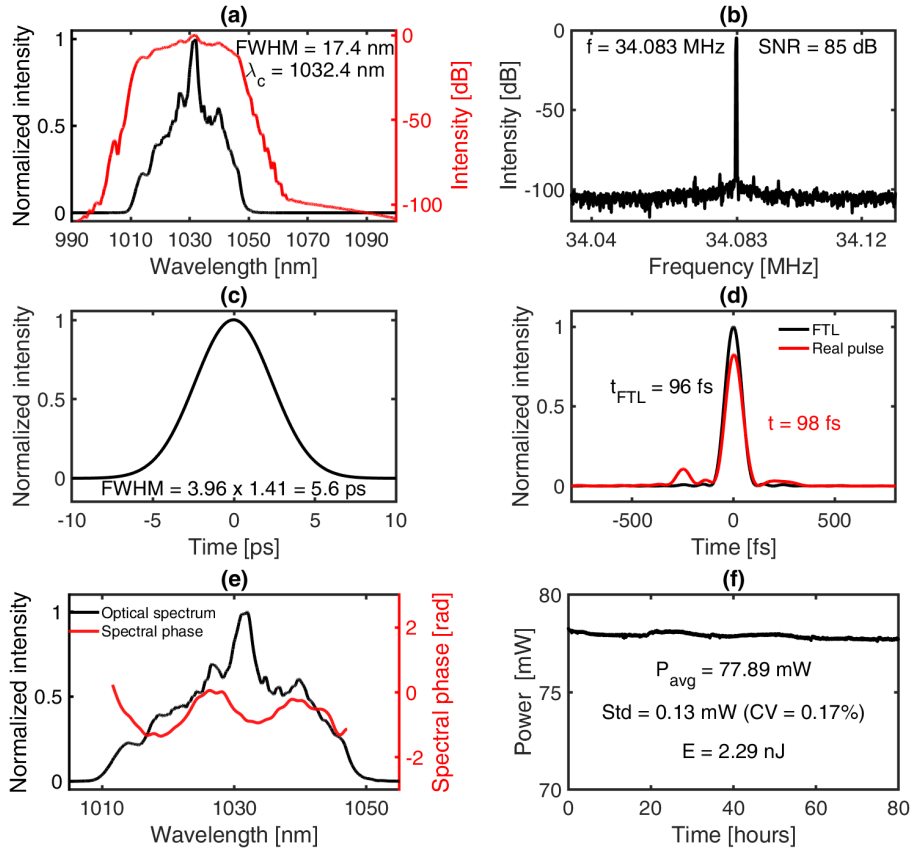 (a)
FWHM = 17.4 nm
λc = 1032.4 nm
Normalized intensity
1
0.5
0
0
-50
-100
Intensity [dB]
990 1010 1030 1050 1070 1090
Wavelength [nm]
(b)
f = 34.083 MHz SNR = 85 dB
Intensity [dB]
0
-50
-100
34.04 34.083 34.12
Frequency [MHz]
(c)
Normalized intensity
1
0.5
0
FWHM = 3.96 x 1.41 = 5.6 ps
-10 -5 0 5 10
Time [ps]
(d)
Normalized intensity
1
0.5
0
FTL
Real pulse
tFTL = 96 fs
t = 98 fs
-500 0 500
Time [fs]
(e)
Normalized intensity
1
0.5
0
Optical spectrum
Spectral phase
2
0
-2
Spectral phase [rad]
1010 1030 1050
Wavelength [nm]
(f)
Power [mW]
80
75
70
Pavg = 77.89 mW
Std = 0.13 mW (CV = 0.17%)
E = 2.29 nJ
0 20 40 60 80
Time [hours]